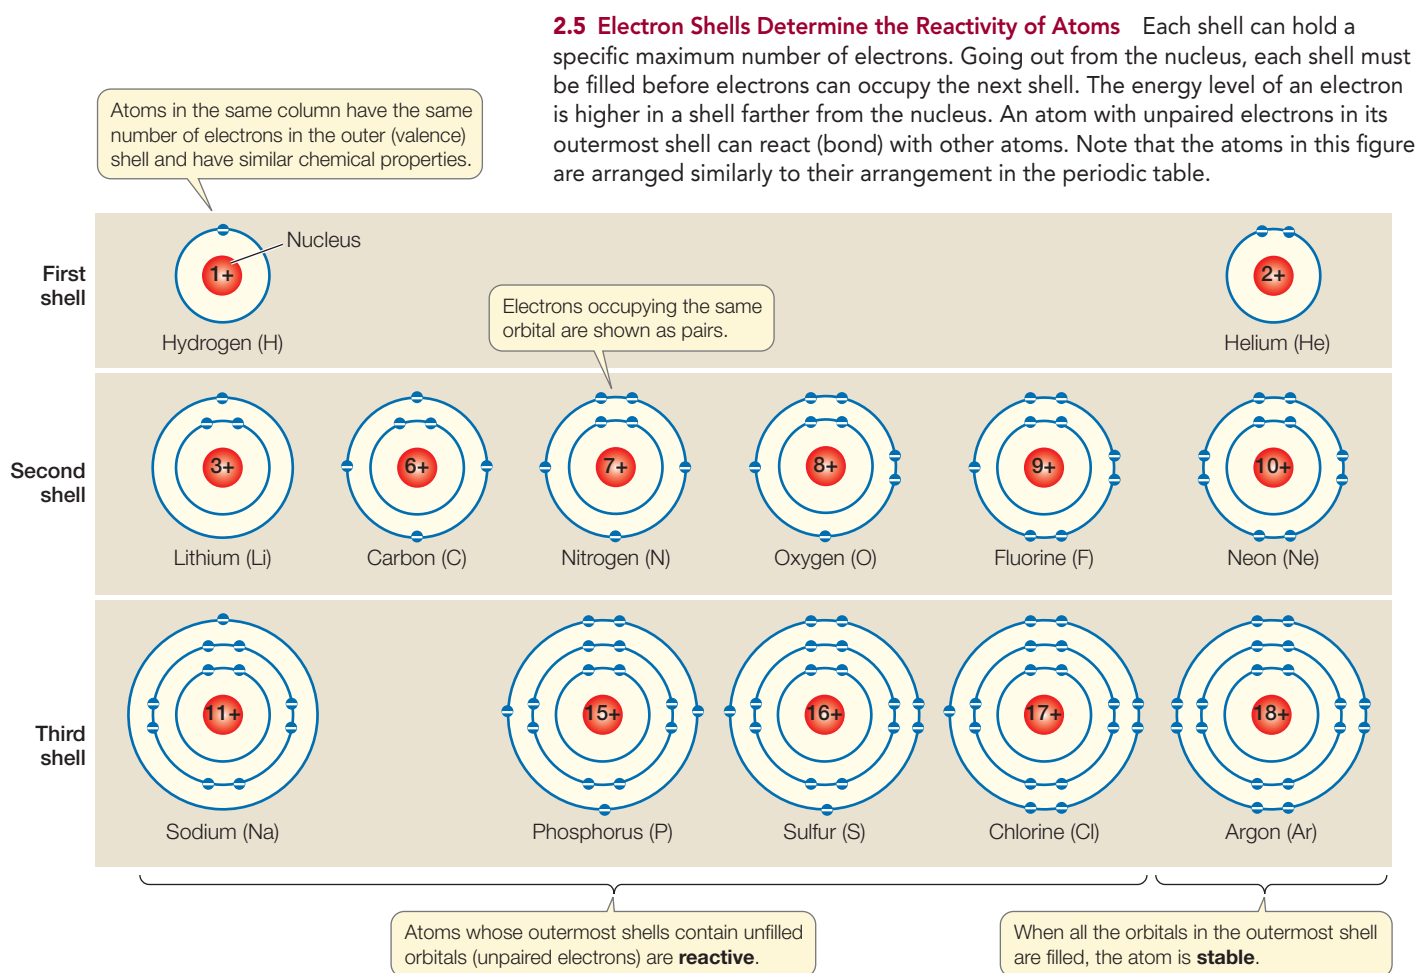 2.5 Electron Shells Determine the Reactivity of Atoms Each shell can hold a
specific maximum number of electrons. Going out from the nucleus, each shell must
be filled before electrons can occupy the next shell. The energy level of an electron
is higher in a shell farther from the nucleus. An atom with unpaired electrons in its
outermost shell can react (bond) with other atoms. Note that the atoms in this figure
are arranged similarly to their arrangement in the periodic table.
Atoms in the same column have the same
number of electrons in the outer (valence)
shell and have similar chemical properties.
First
shell
1+
Nucleus
Hydrogen (H)
2+
Helium (He)
Electrons occupying the same
orbital are shown as pairs.
Second
shell
3+
Lithium (Li)
6+
Carbon (C)
7+
Nitrogen (N)
8+
Oxygen (O)
9+
Fluorine (F)
10+
Neon (Ne)
Third
shell
11+
Sodium (Na)
15+
Phosphorus (P)
16+
Sulfur (S)
17+
Chlorine (Cl)
18+
Argon (Ar)
Atoms whose outermost shells contain unfilled
orbitals (unpaired electrons) are reactive.
When all the orbitals in the outermost shell
are filled, the atom is stable.